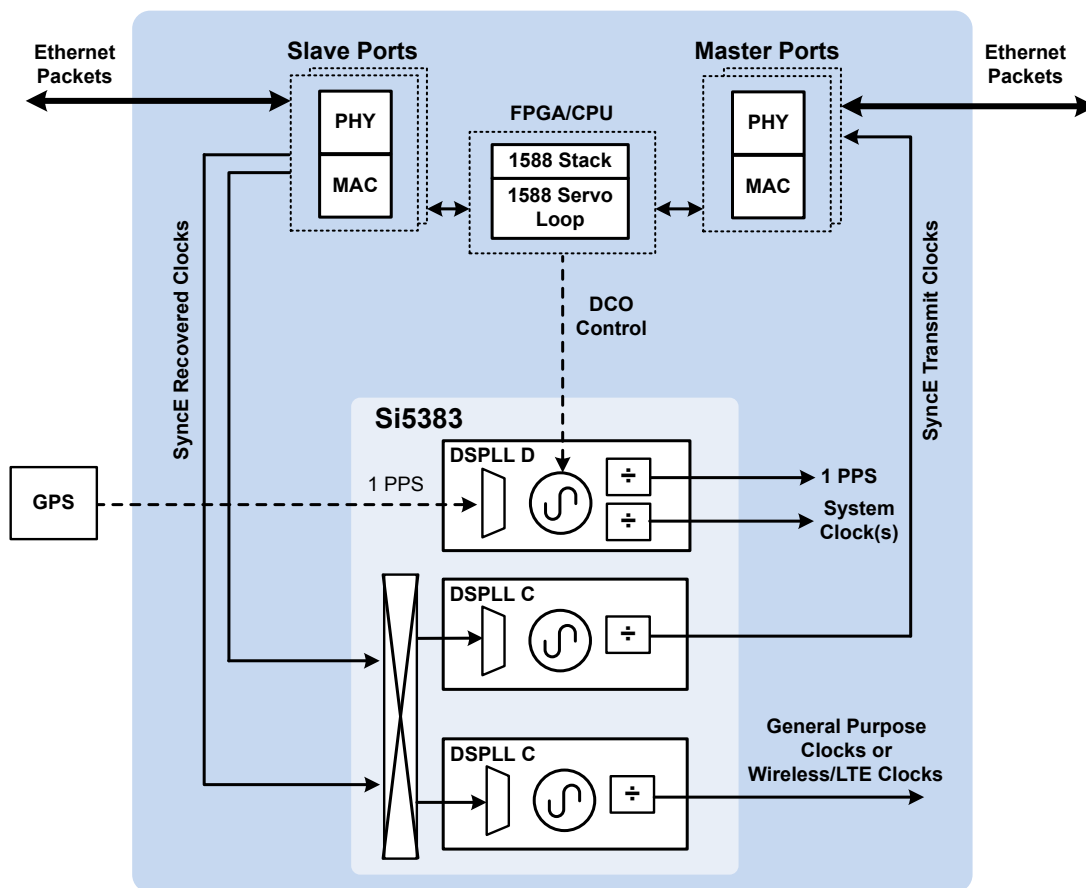 Ethernet
Packets
Slave Ports
Master Ports
Ethernet
Packets
PHY
MAC
FPGA/CPU
1588 Stack
1588 Servo
Loop
PHY
MAC
SyncE Recovered Clocks
DCO
Control
SyncE Transmit Clocks
Si5383
GPS
1 PPS
DSPLL D
÷
÷
1 PPS
System
Clock(s)
DSPLL C
÷
DSPLL C
÷
General Purpose
Clocks or
Wireless/LTE Clocks